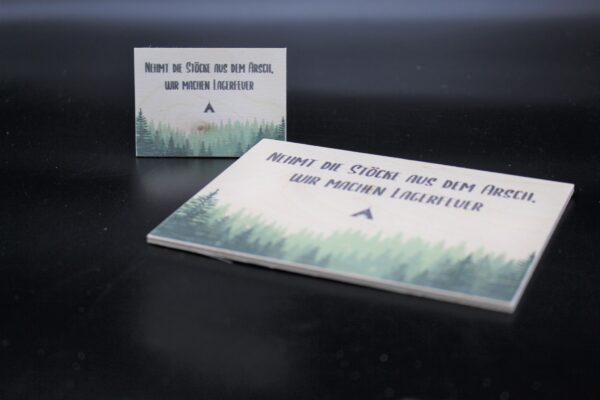 Nehmt die Stöcke aus dem Arsch,
wir machen Lagerfeuer
Nehmt die Stöcke aus dem Arsch,
wir machen Lagerfeuer